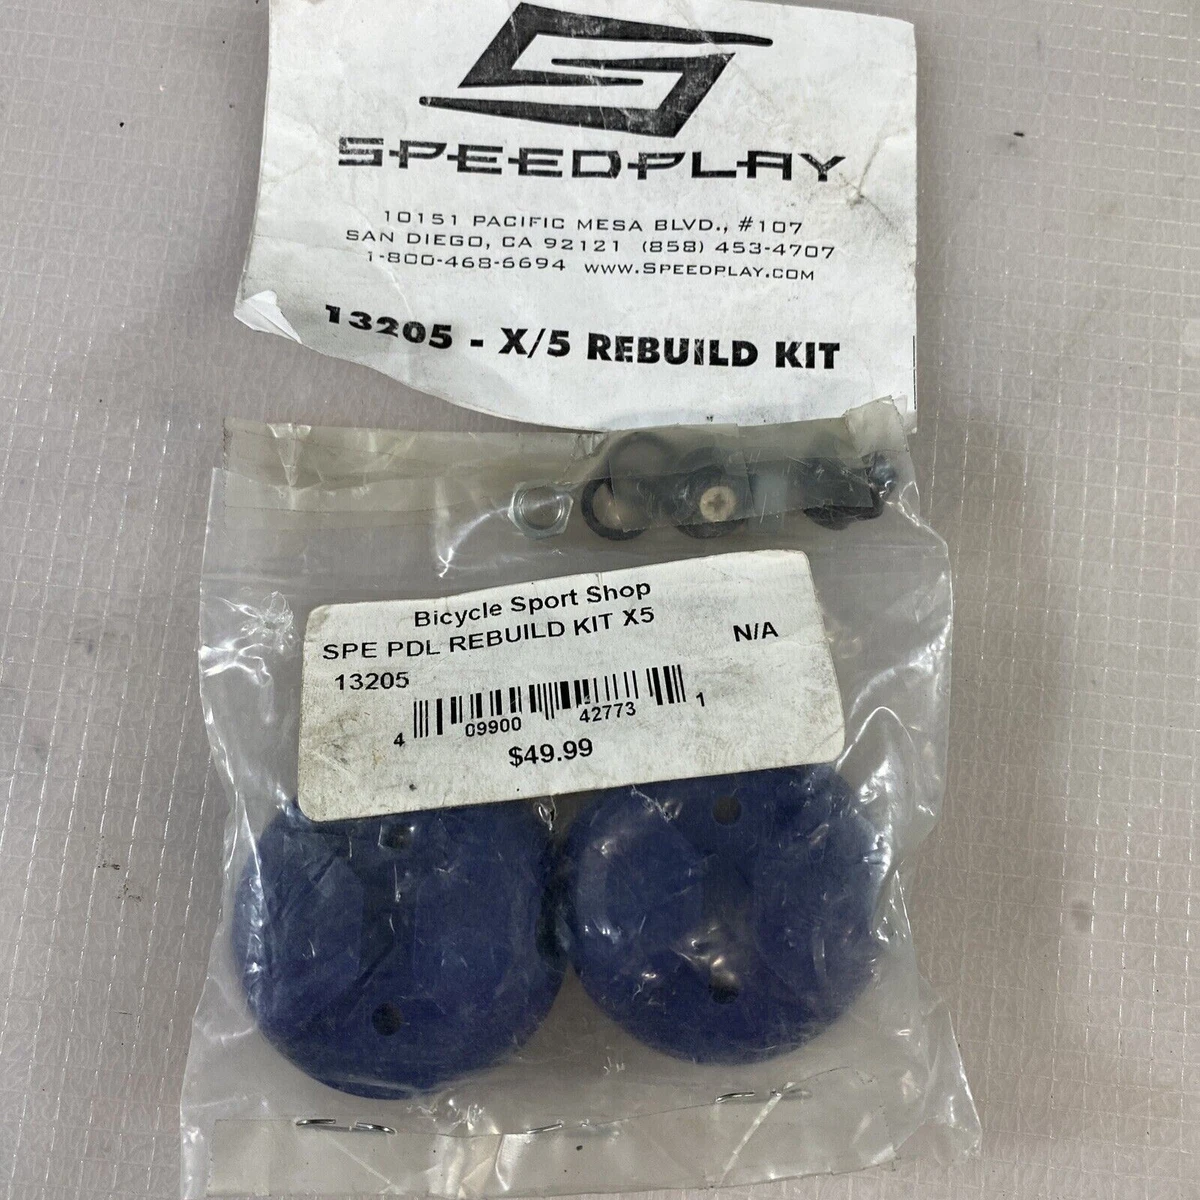 SPEEDPLAY
10151 PACIFIC MESA BLVD., #107
SAN DIEGO, CA 92121 (858) 453-4707
1-800-468-6694 WWW.SPEEDPLAY.COM
13205 - X/5 REBUILD KIT
Bicycle Sport Shop
SPE PDL REBUILD KIT X5
N/A
13205
4 09900 42773 1
$49.99